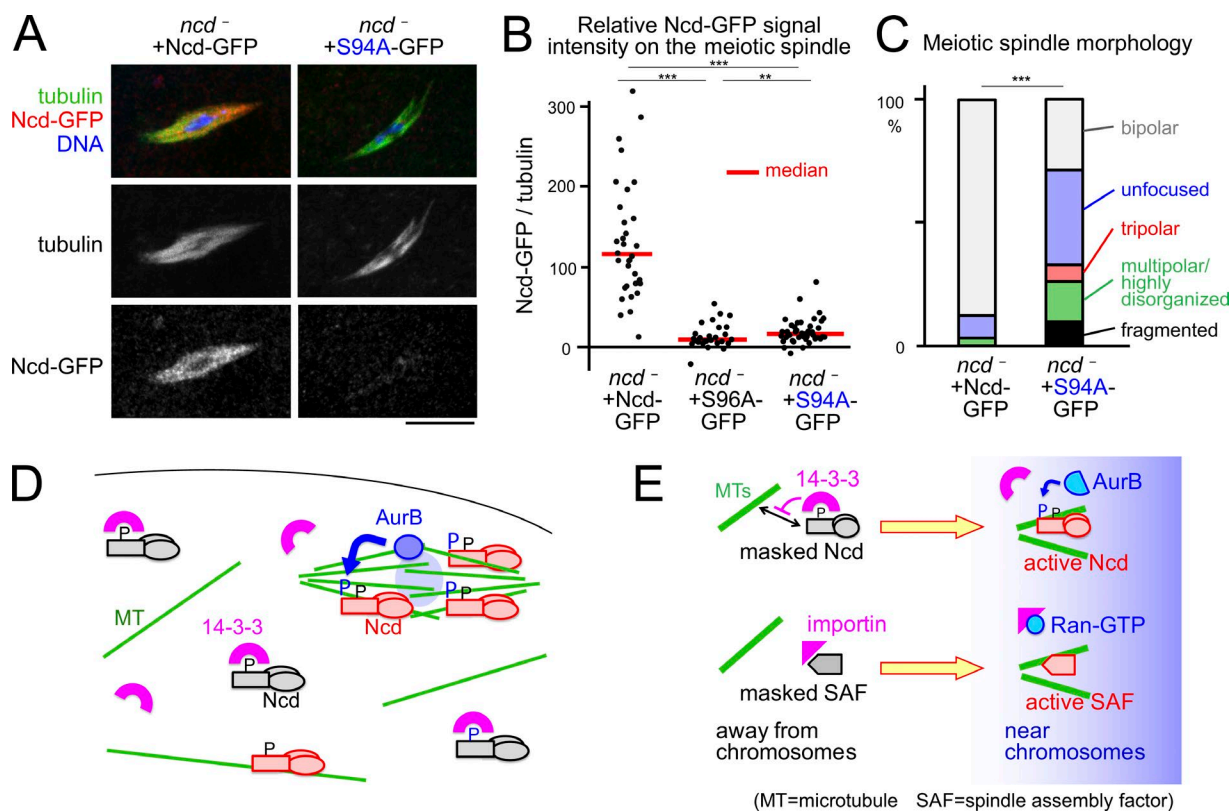 A
ncd –
+Ncd-GFP
ncd –
+S94A-GFP
tubulin
Ncd-GFP
DNA
tubulin
Ncd-GFP
B
Relative Ncd-GFP signal
intensity on the meiotic spindle
***
***
**
Ncd-GFP / tubulin
300
200
100
0
median
ncd –
+Ncd-
GFP
ncd –
+S96A-
GFP
ncd –
+S94A-
GFP
C
Meiotic spindle morphology
***
100
%
0
bipolar
unfocused
tripolar
multipolar/
highly
disorganized
fragmented
ncd –
+Ncd-
GFP
ncd –
+S94A-
GFP
D
P
AurB
P
P
P
P
P
P
MT
Ncd
14-3-3
P
Ncd
P
P
E
14-3-3
MTs
P
masked Ncd
AurB
P
P
active Ncd
importin
masked SAF
Ran-GTP
active SAF
away from
chromosomes
near
chromosomes
(MT=microtubule SAF=spindle assembly factor)